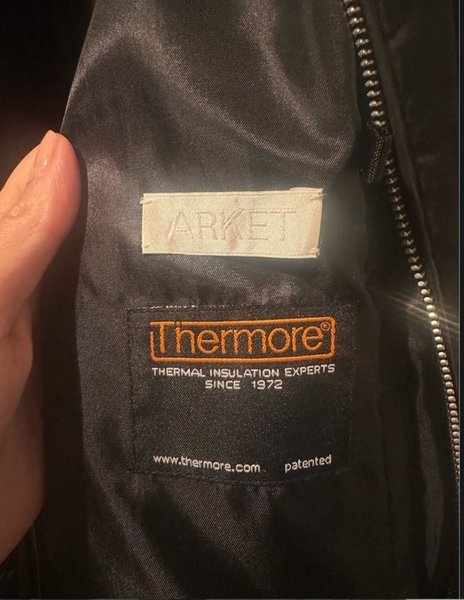 ARKET
Thermore®
THERMAL INSULATION EXPERTS
SINCE 1972
www.thermore.com patented